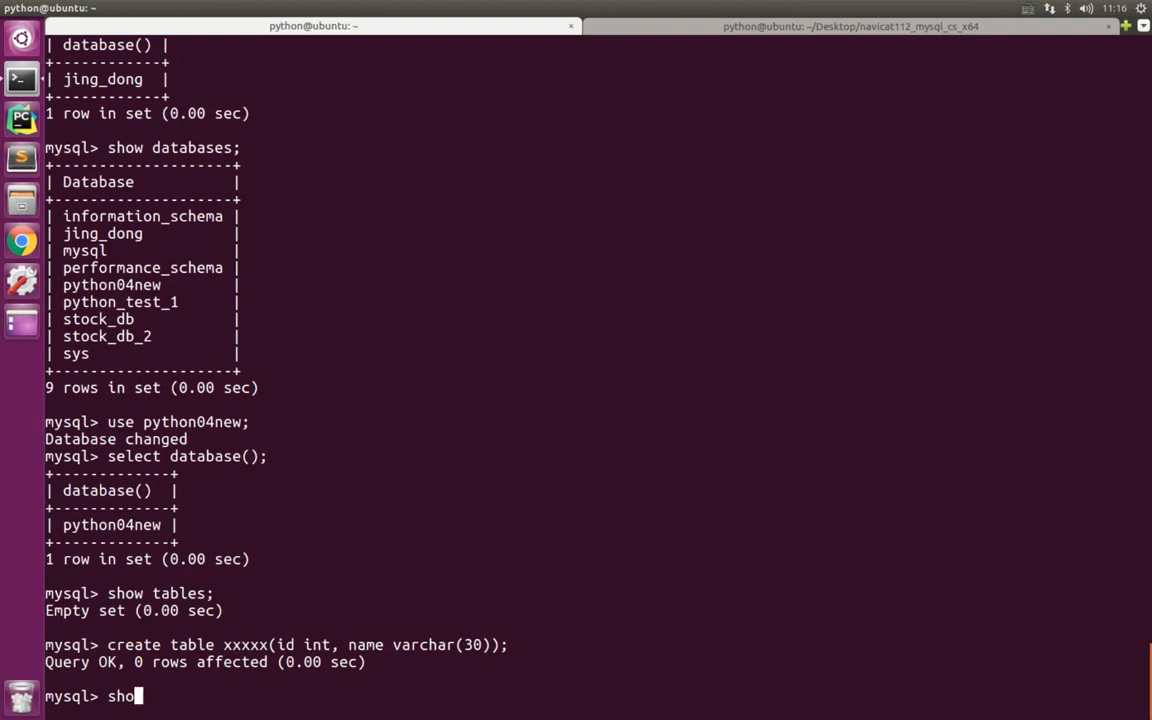 python@ubuntu: ~
11:16
python@ubuntu: ~ ×
python@ubuntu: ~/Desktop/navicat112_mysql_cs_x64 ×
| database() |
+------------+
| jing_dong  |
+------------+
1 row in set (0.00 sec)
mysql> show databases;
+--------------------+
| Database           |
+--------------------+
| information_schema |
| jing_dong          |
| mysql              |
| performance_schema |
| python04new        |
| python_test_1      |
| stock_db           |
| stock_db_2         |
| sys                |
+--------------------+
9 rows in set (0.00 sec)
mysql> use python04new;
Database changed
mysql> select database();
+-------------+
| database()  |
+-------------+
| python04new |
+-------------+
1 row in set (0.00 sec)
mysql> show tables;
Empty set (0.00 sec)
mysql> create table xxxxx(id int, name varchar(30));
Query OK, 0 rows affected (0.00 sec)
mysql> sho
PC
S